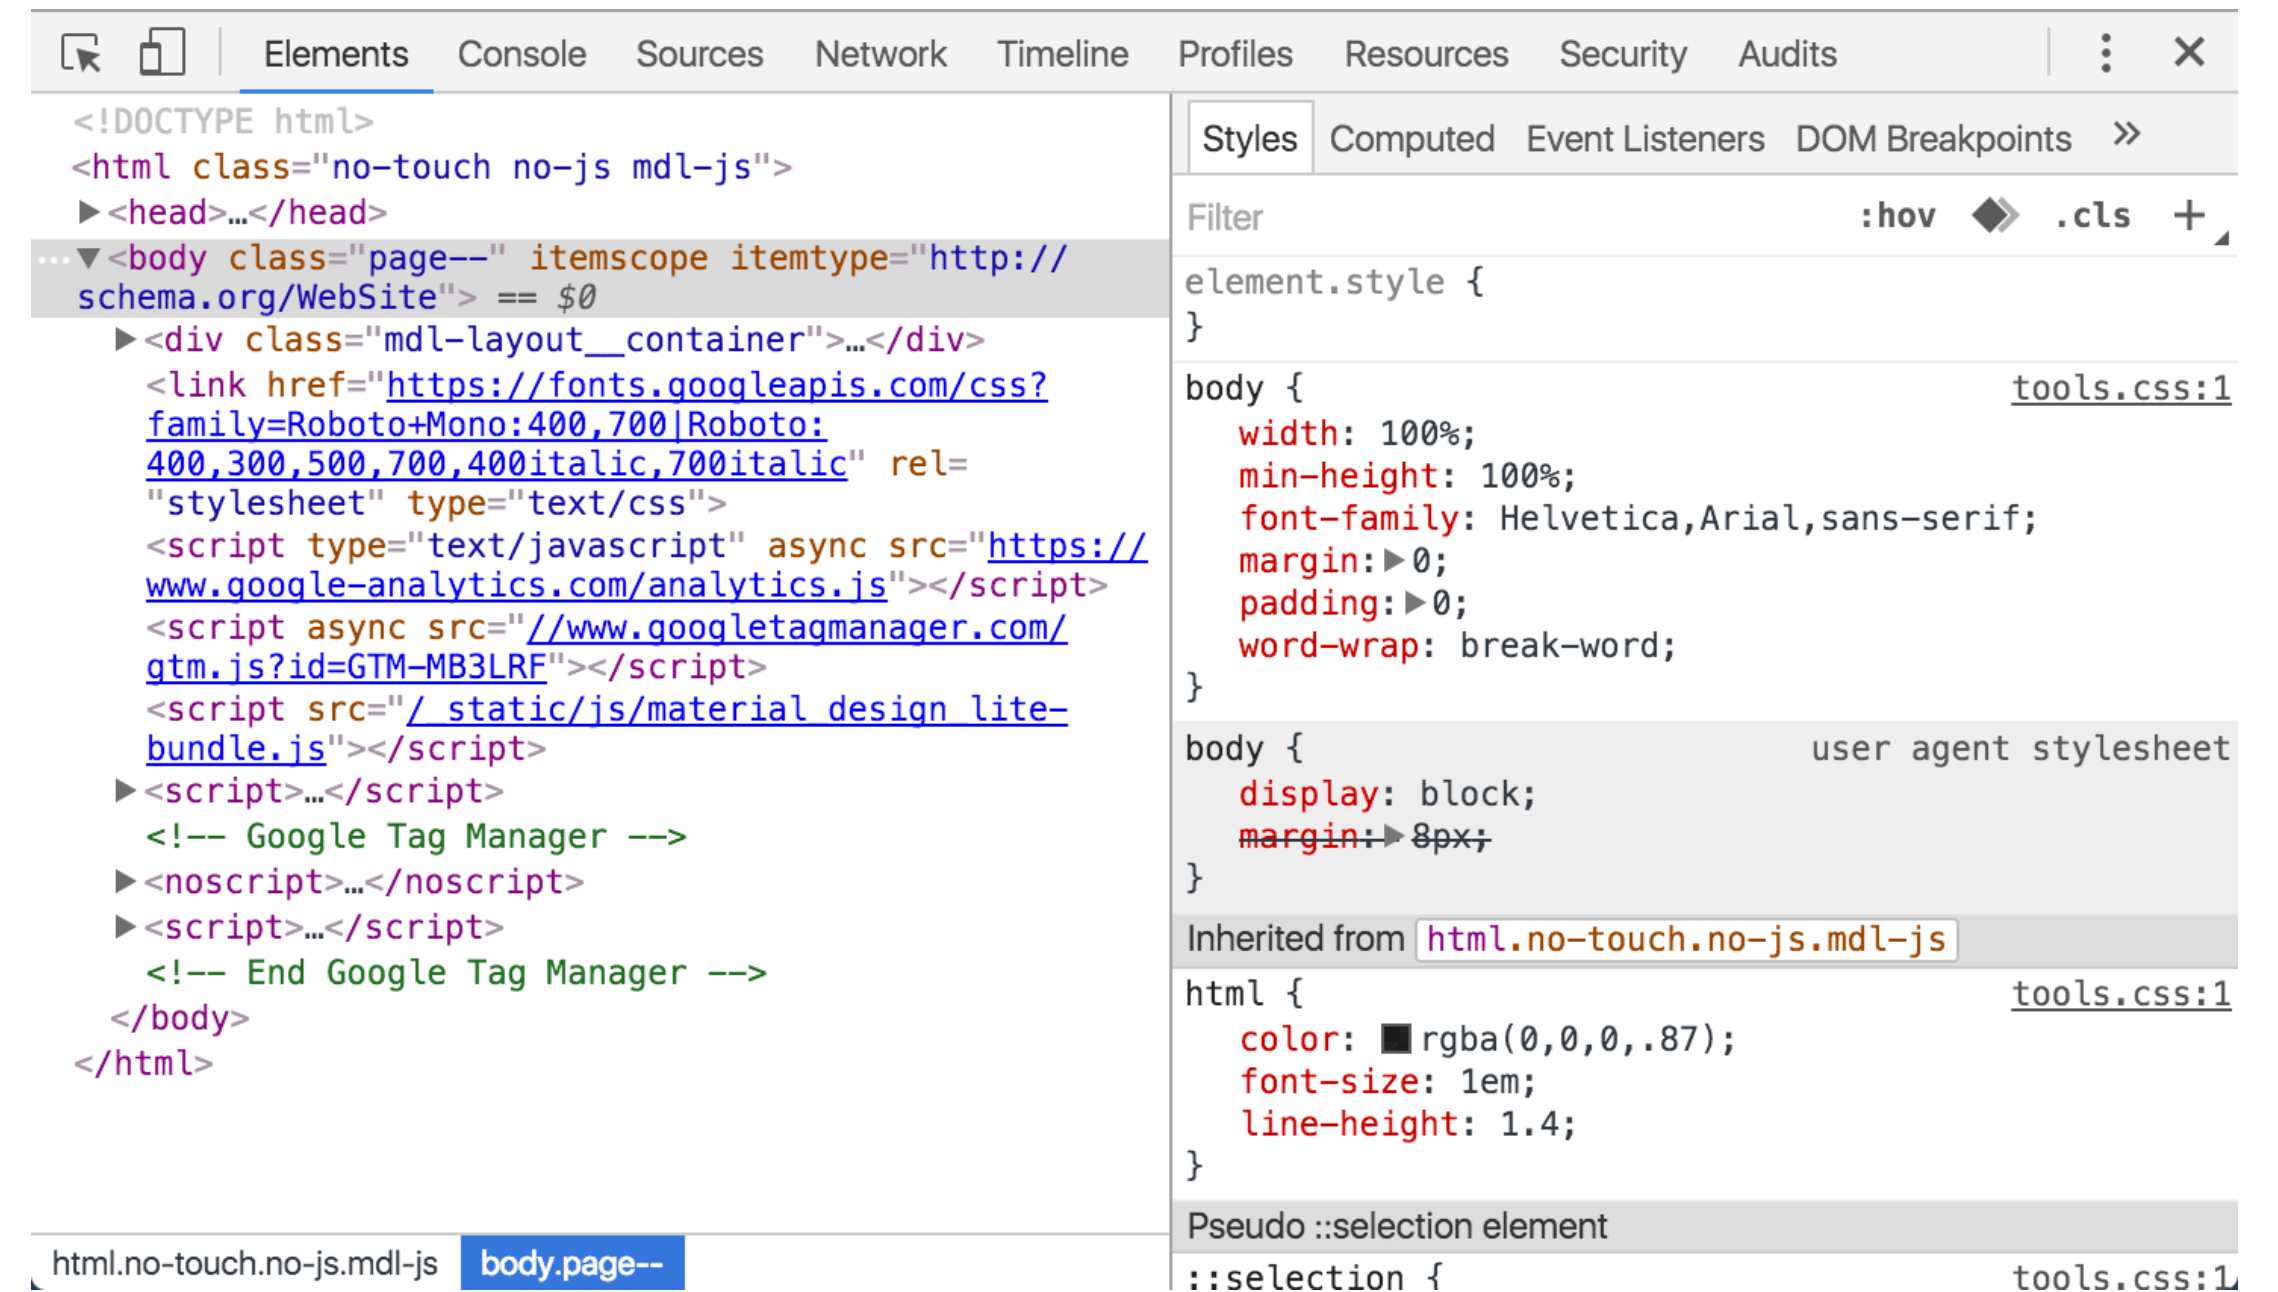 Elements Console Sources Network Timeline Profiles Resources Security Audits
<!DOCTYPE html>
<html class="no-touch no-js mdl-js">
▶<head>…</head>
…▼<body class="page--" itemscope itemtype="http://
schema.org/WebSite"> == $0
▶<div class="mdl-layout__container">…</div>
<link href="https://fonts.googleapis.com/css?
family=Roboto+Mono:400,700|Roboto:
400,300,500,700,400italic,700italic" rel=
"stylesheet" type="text/css">
<script type="text/javascript" async src="https://
www.google-analytics.com/analytics.js"></script>
<script async src="//www.googletagmanager.com/
gtm.js?id=GTM-MB3LRF"></script>
<script src="/_static/js/material_design_lite-
bundle.js"></script>
▶<script>…</script>
<!-- Google Tag Manager -->
▶<noscript>…</noscript>
▶<script>…</script>
<!-- End Google Tag Manager -->
</body>
</html>
html.no-touch.no-js.mdl-js body.page--
Styles Computed Event Listeners DOM Breakpoints »
Filter :hov .cls +
element.style {
}
body { tools.css:1
width: 100%;
min-height: 100%;
font-family: Helvetica,Arial,sans-serif;
margin:▶0;
padding:▶0;
word-wrap: break-word;
}
body { user agent stylesheet
display: block;
margin:▶8px;
}
Inherited from html.no-touch.no-js.mdl-js
html { tools.css:1
color: rgba(0,0,0,.87);
font-size: 1em;
line-height: 1.4;
}
Pseudo ::selection element
::selection { tools.css:1